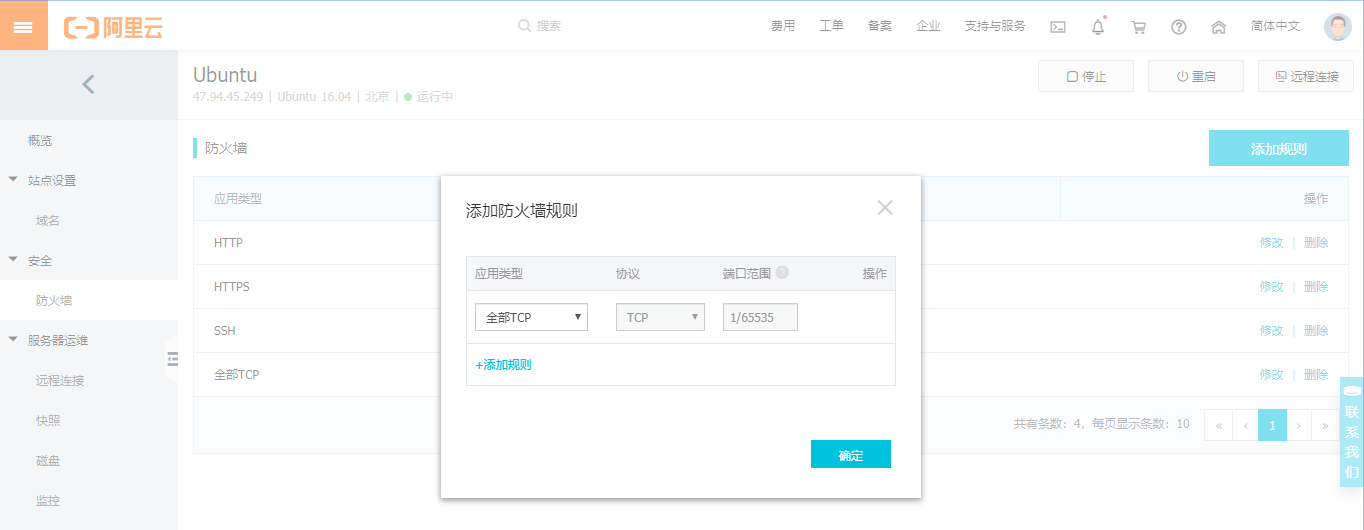 阿里云
搜索
费用 工单 备案 企业 支持与服务 简体中文
Ubuntu
47.94.45.249 | Ubuntu 16.04 | 北京 | 运行中
停止 重启 远程连接
概览
站点设置
域名
安全
防火墙
服务器运维
远程连接
快照
磁盘
监控
防火墙
添加规则
应用类型 操作
HTTP 修改 | 删除
HTTPS 修改 | 删除
SSH 修改 | 删除
全部TCP 修改 | 删除
共有条数: 4, 每页显示条数: 10 « ‹ 1 › »
添加防火墙规则
应用类型 协议 端口范围 ? 操作
全部TCP TCP 1/65535
+添加规则
确定
联系我们